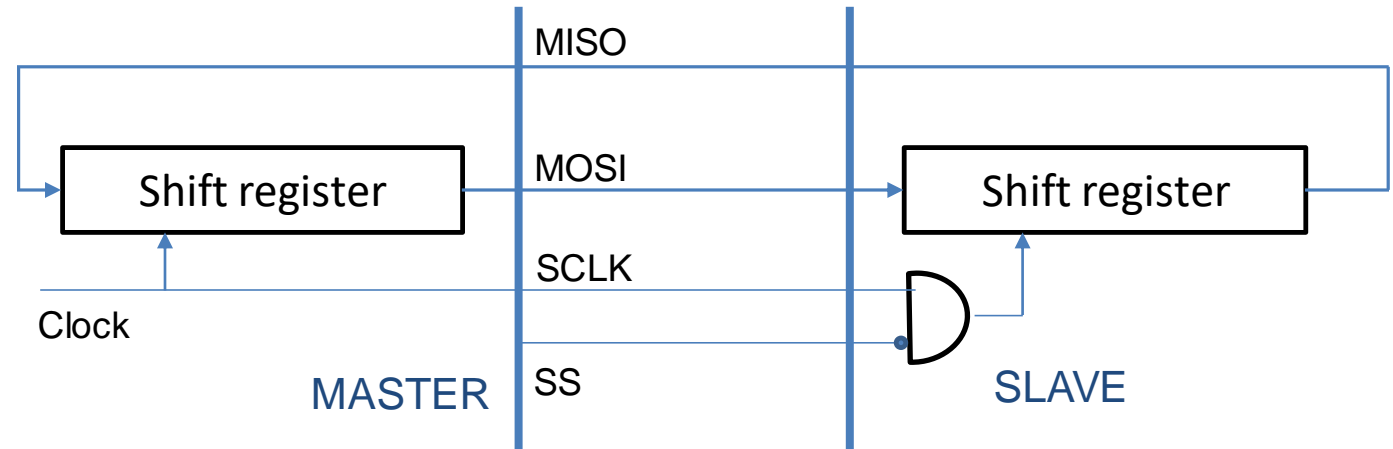 MISO
Shift register
MOSI
Shift register
SCLK
Clock
SS
MASTER
SLAVE